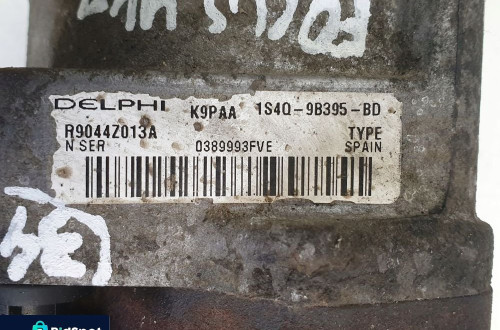 DELPHI K9PAA 1S4Q-9B395-BD
R9044Z013A TYPE
N SER 0389993FVE SPAIN